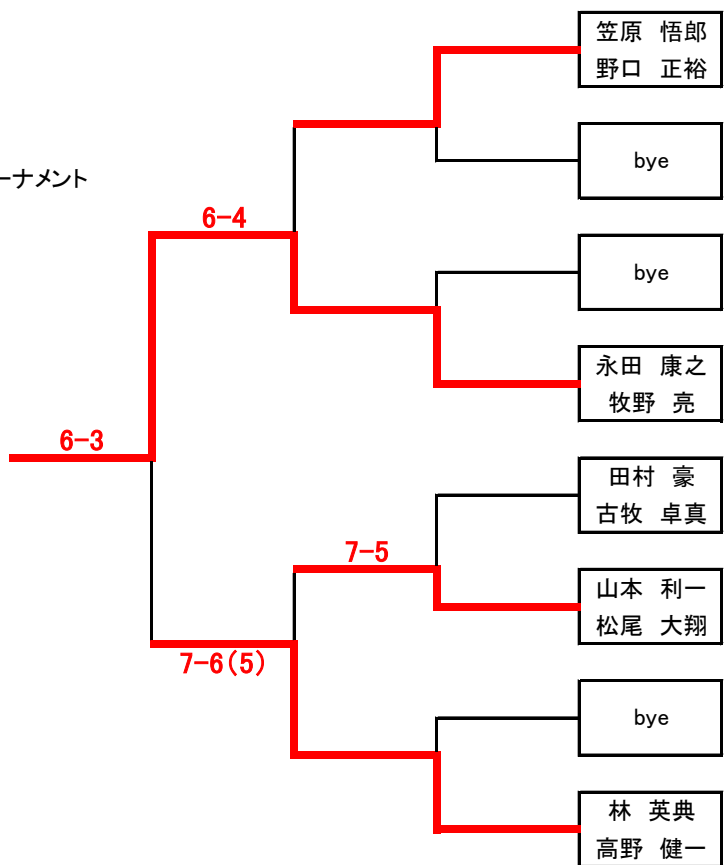 笠原 悟郎
野口 正裕
bye
ーナメント
6-4
bye
永田 康之
牧野 亮
6-3
田村 豪
古牧 卓真
7-5
山本 利一
松尾 大翔
7-6(5)
bye
林 英典
高野 健一